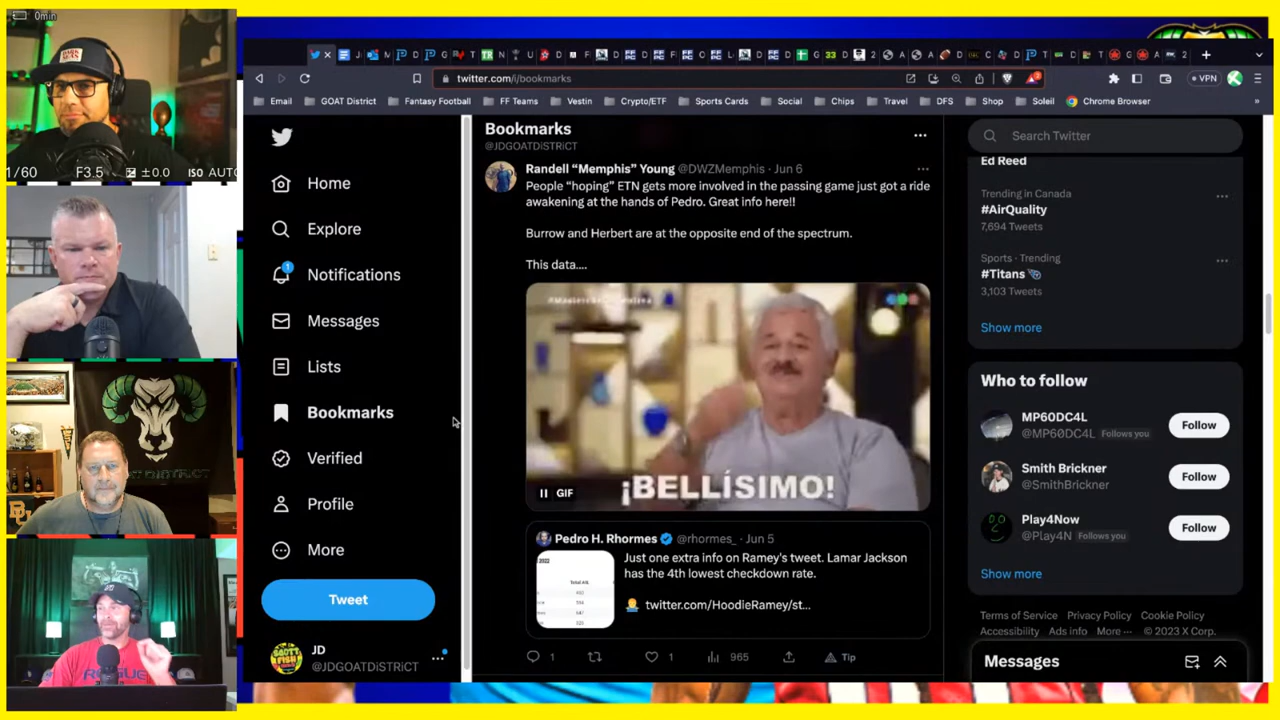 0min
1/60 F3.5 ±0.0 ISO AUTO
twitter.com/i/bookmarks
VPN
Email
GOAT District
Fantasy Football
FF Teams
Vestin
Crypto/ETF
Sports Cards
Social
Chips
Travel
DFS
Shop
Soleil
Chrome Browser
»
Home
Explore
1
Notifications
Messages
Lists
Bookmarks
Verified
Profile
More
Tweet
JD
@JDGOATDiSTRiCT
Bookmarks
@JDGOATDiSTRiCT
Randell “Memphis” Young @DWZMemphis · Jun 6
People “hoping” ETN gets more involved in the passing game just got a ride
awakening at the hands of Pedro. Great info here!!
Burrow and Herbert are at the opposite end of the spectrum.
This data....
¡BELLÍSIMO!
GIF
Pedro H. Rhormes @rhormes_ · Jun 5
Just one extra info on Ramey's tweet. Lamar Jackson
has the 4th lowest checkdown rate.
twitter.com/HoodieRamey/st...
1
1
965
Tip
Search Twitter
Ed Reed
Trending in Canada
#AirQuality
7,694 Tweets
Sports · Trending
#Titans
3,103 Tweets
Show more
Who to follow
MP60DC4L
@MP60DC4L Follows you
Follow
Smith Brickner
@SmithBrickner
Follow
Play4Now
@Play4N Follows you
Follow
Show more
Terms of Service Privacy Policy Cookie Policy
Accessibility Ads info More ··· © 2023 X Corp.
Messages